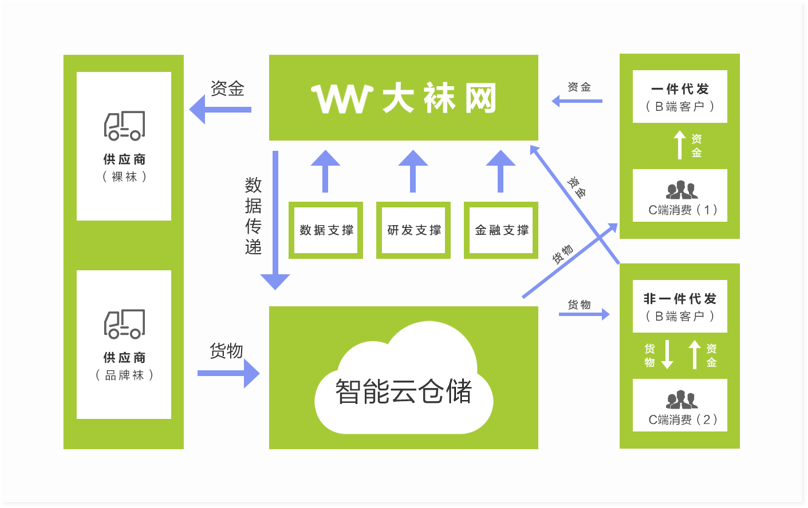 供应商
（裸袜）
供应商
（品牌袜）
资金
货物
大袜网
数据传递
数据支撑
研发支撑
金融支撑
智能云仓储
资金
资金
货物
货物
一件代发
（B端客户）
资金
C端消费（1）
非一件代发
（B端客户）
货物
资金
C端消费（2）